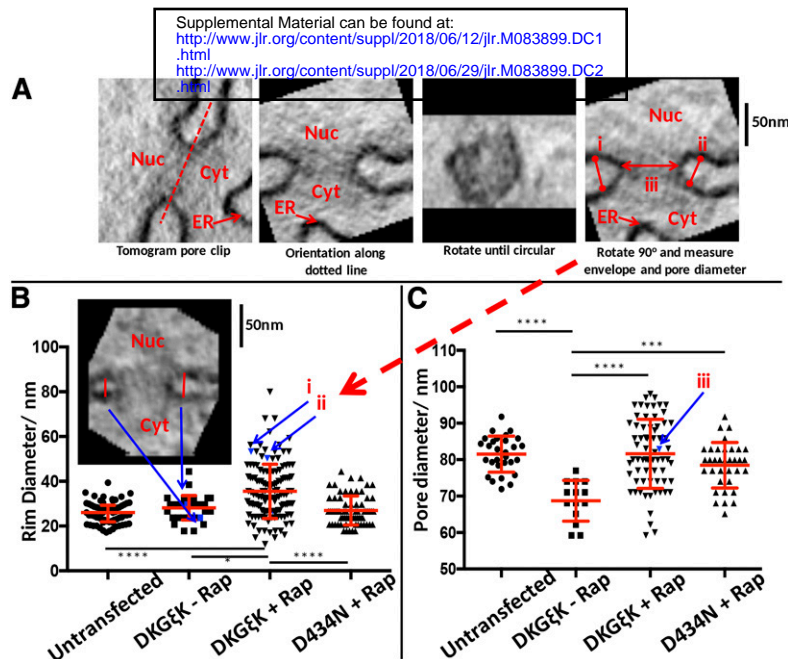 Supplemental Material can be found at:
http://www.jlr.org/content/suppl/2018/06/12/jlr.M083899.DC1
.html
http://www.jlr.org/content/suppl/2018/06/29/jlr.M083899.DC2
.html
A
Nuc
Cyt
ER
Tomogram pore clip
Nuc
Cyt
ER
Orientation along
dotted line
Rotate until circular
Nuc
i
ii
iii
ER
Cyt
50nm
Rotate 90° and measure
envelope and pore diameter
B
Nuc
Cyt
50nm
i
ii
Rim Diameter/ nm
100
80
60
40
20
0
****
*
****
Untransfected
DKGξK - Rap
DKGξK + Rap
D434N + Rap
C
****
***
****
iii
Pore diameter/ nm
110
100
90
80
70
60
50
Untransfected
DKGξK - Rap
DKGξK + Rap
D434N + Rap